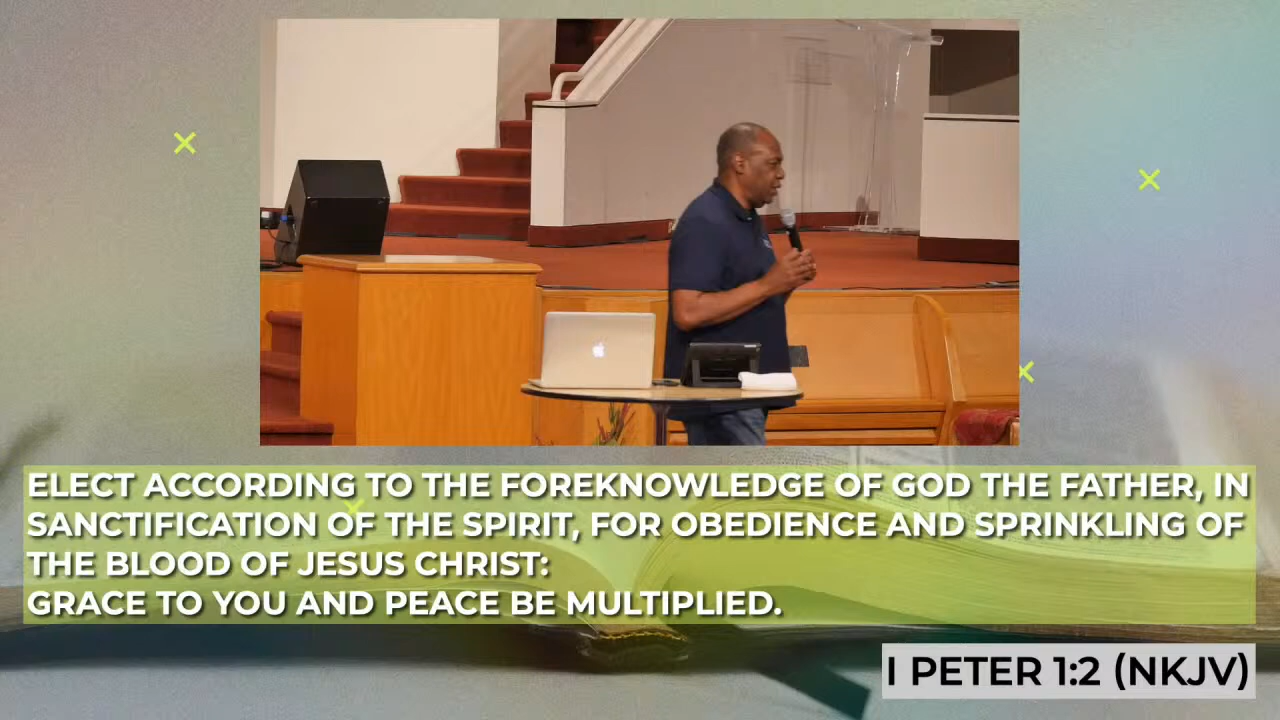 ELECT ACCORDING TO THE FOREKNOWLEDGE OF GOD THE FATHER, IN
SANCTIFICATION OF THE SPIRIT, FOR OBEDIENCE AND SPRINKLING OF
THE BLOOD OF JESUS CHRIST:
GRACE TO YOU AND PEACE BE MULTIPLIED.
I PETER 1:2 (NKJV)